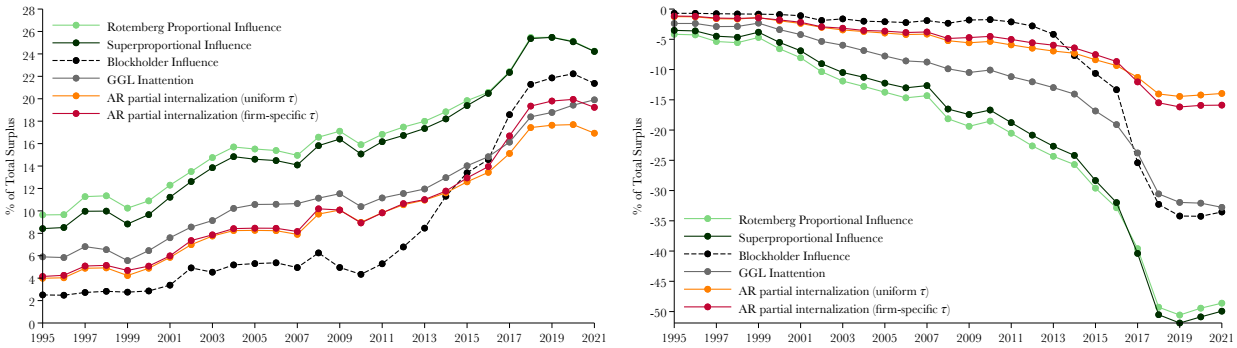 % of Total Surplus
28
26
24
22
20
18
16
14
12
10
8
6
4
2
0
Rotemberg Proportional Influence
Superproportional Influence
Blockholder Influence
GGL Inattention
AR partial internalization (uniform τ)
AR partial internalization (firm-specific τ)
1995 1997 1999 2001 2003 2005 2007 2009 2011 2013 2015 2017 2019 2021
% of Total Surplus
0
-5
-10
-15
-20
-25
-30
-35
-40
-45
-50
Rotemberg Proportional Influence
Superproportional Influence
Blockholder Influence
GGL Inattention
AR partial internalization (uniform τ)
AR partial internalization (firm-specific τ)
1995 1997 1999 2001 2003 2005 2007 2009 2011 2013 2015 2017 2019 2021